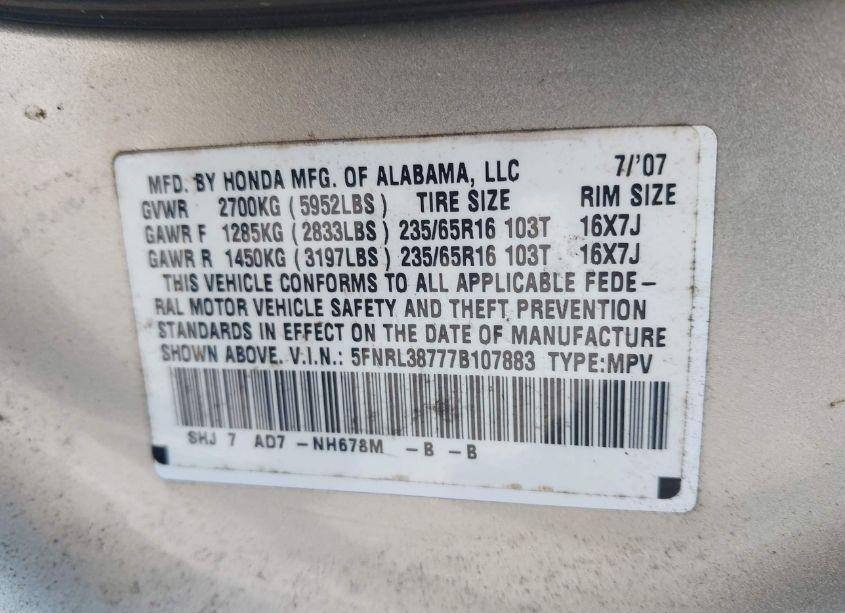 MFD. BY HONDA MFG. OF ALABAMA, LLC 7/'07
GVWR 2700KG ( 5952LBS ) TIRE SIZE RIM SIZE
GAWR F 1285KG ( 2833LBS ) 235/65R16 103T 16X7J
GAWR R 1450KG ( 3197LBS ) 235/65R16 103T 16X7J
THIS VEHICLE CONFORMS TO ALL APPLICABLE FEDE-
RAL MOTOR VEHICLE SAFETY AND THEFT PREVENTION
STANDARDS IN EFFECT ON THE DATE OF MANUFACTURE
SHOWN ABOVE. V.I.N.: 5FNRL38777B107883 TYPE:MPV
SHJ 7 AD7 -NH678M -B -B